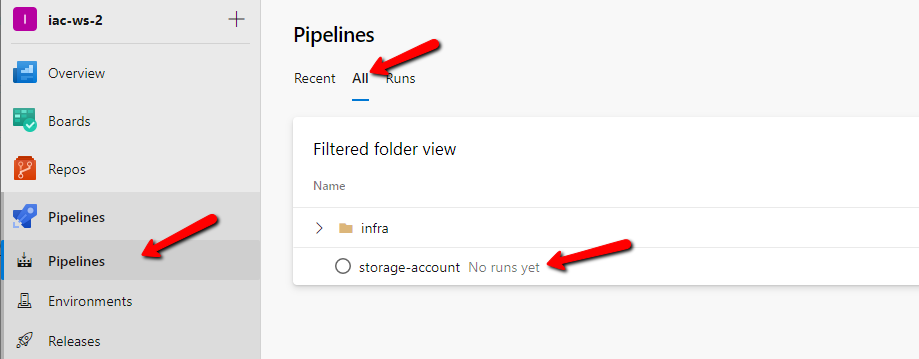 I iac-ws-2 +
Overview
Boards
Repos
Pipelines
Pipelines
Environments
Releases
Pipelines
Recent All Runs
Filtered folder view
Name
infra
storage-account No runs yet